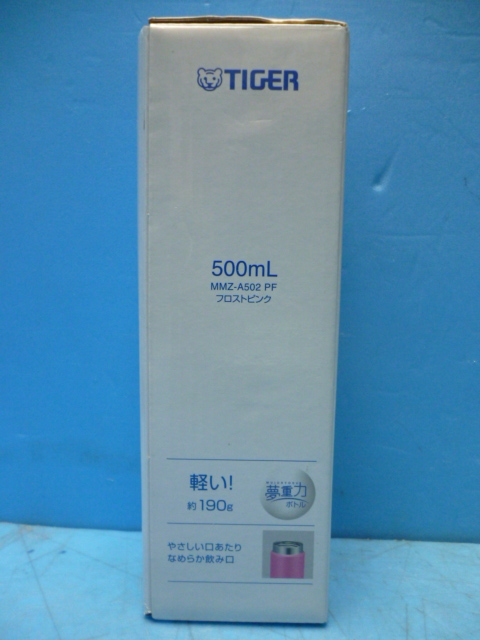 TIGER
500mL
MMZ-A502 PF
フロストピンク
軽い!
約190g
夢重力
ボトル
やさしい口あたり
なめらか飲み口